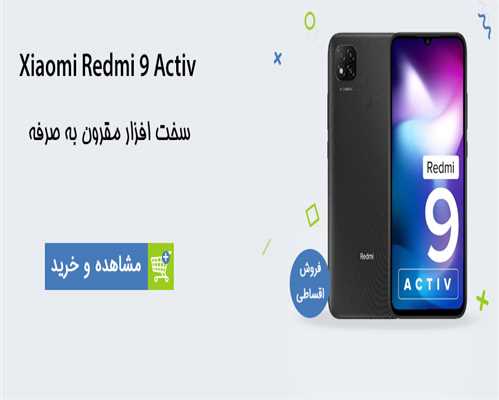 Xiaomi Redmi 9 Activ
سخت افزار مقرون به صرفه
مشاهده و خرید
فروش
اقساطی
Redmi
Redmi
9
ACTIV